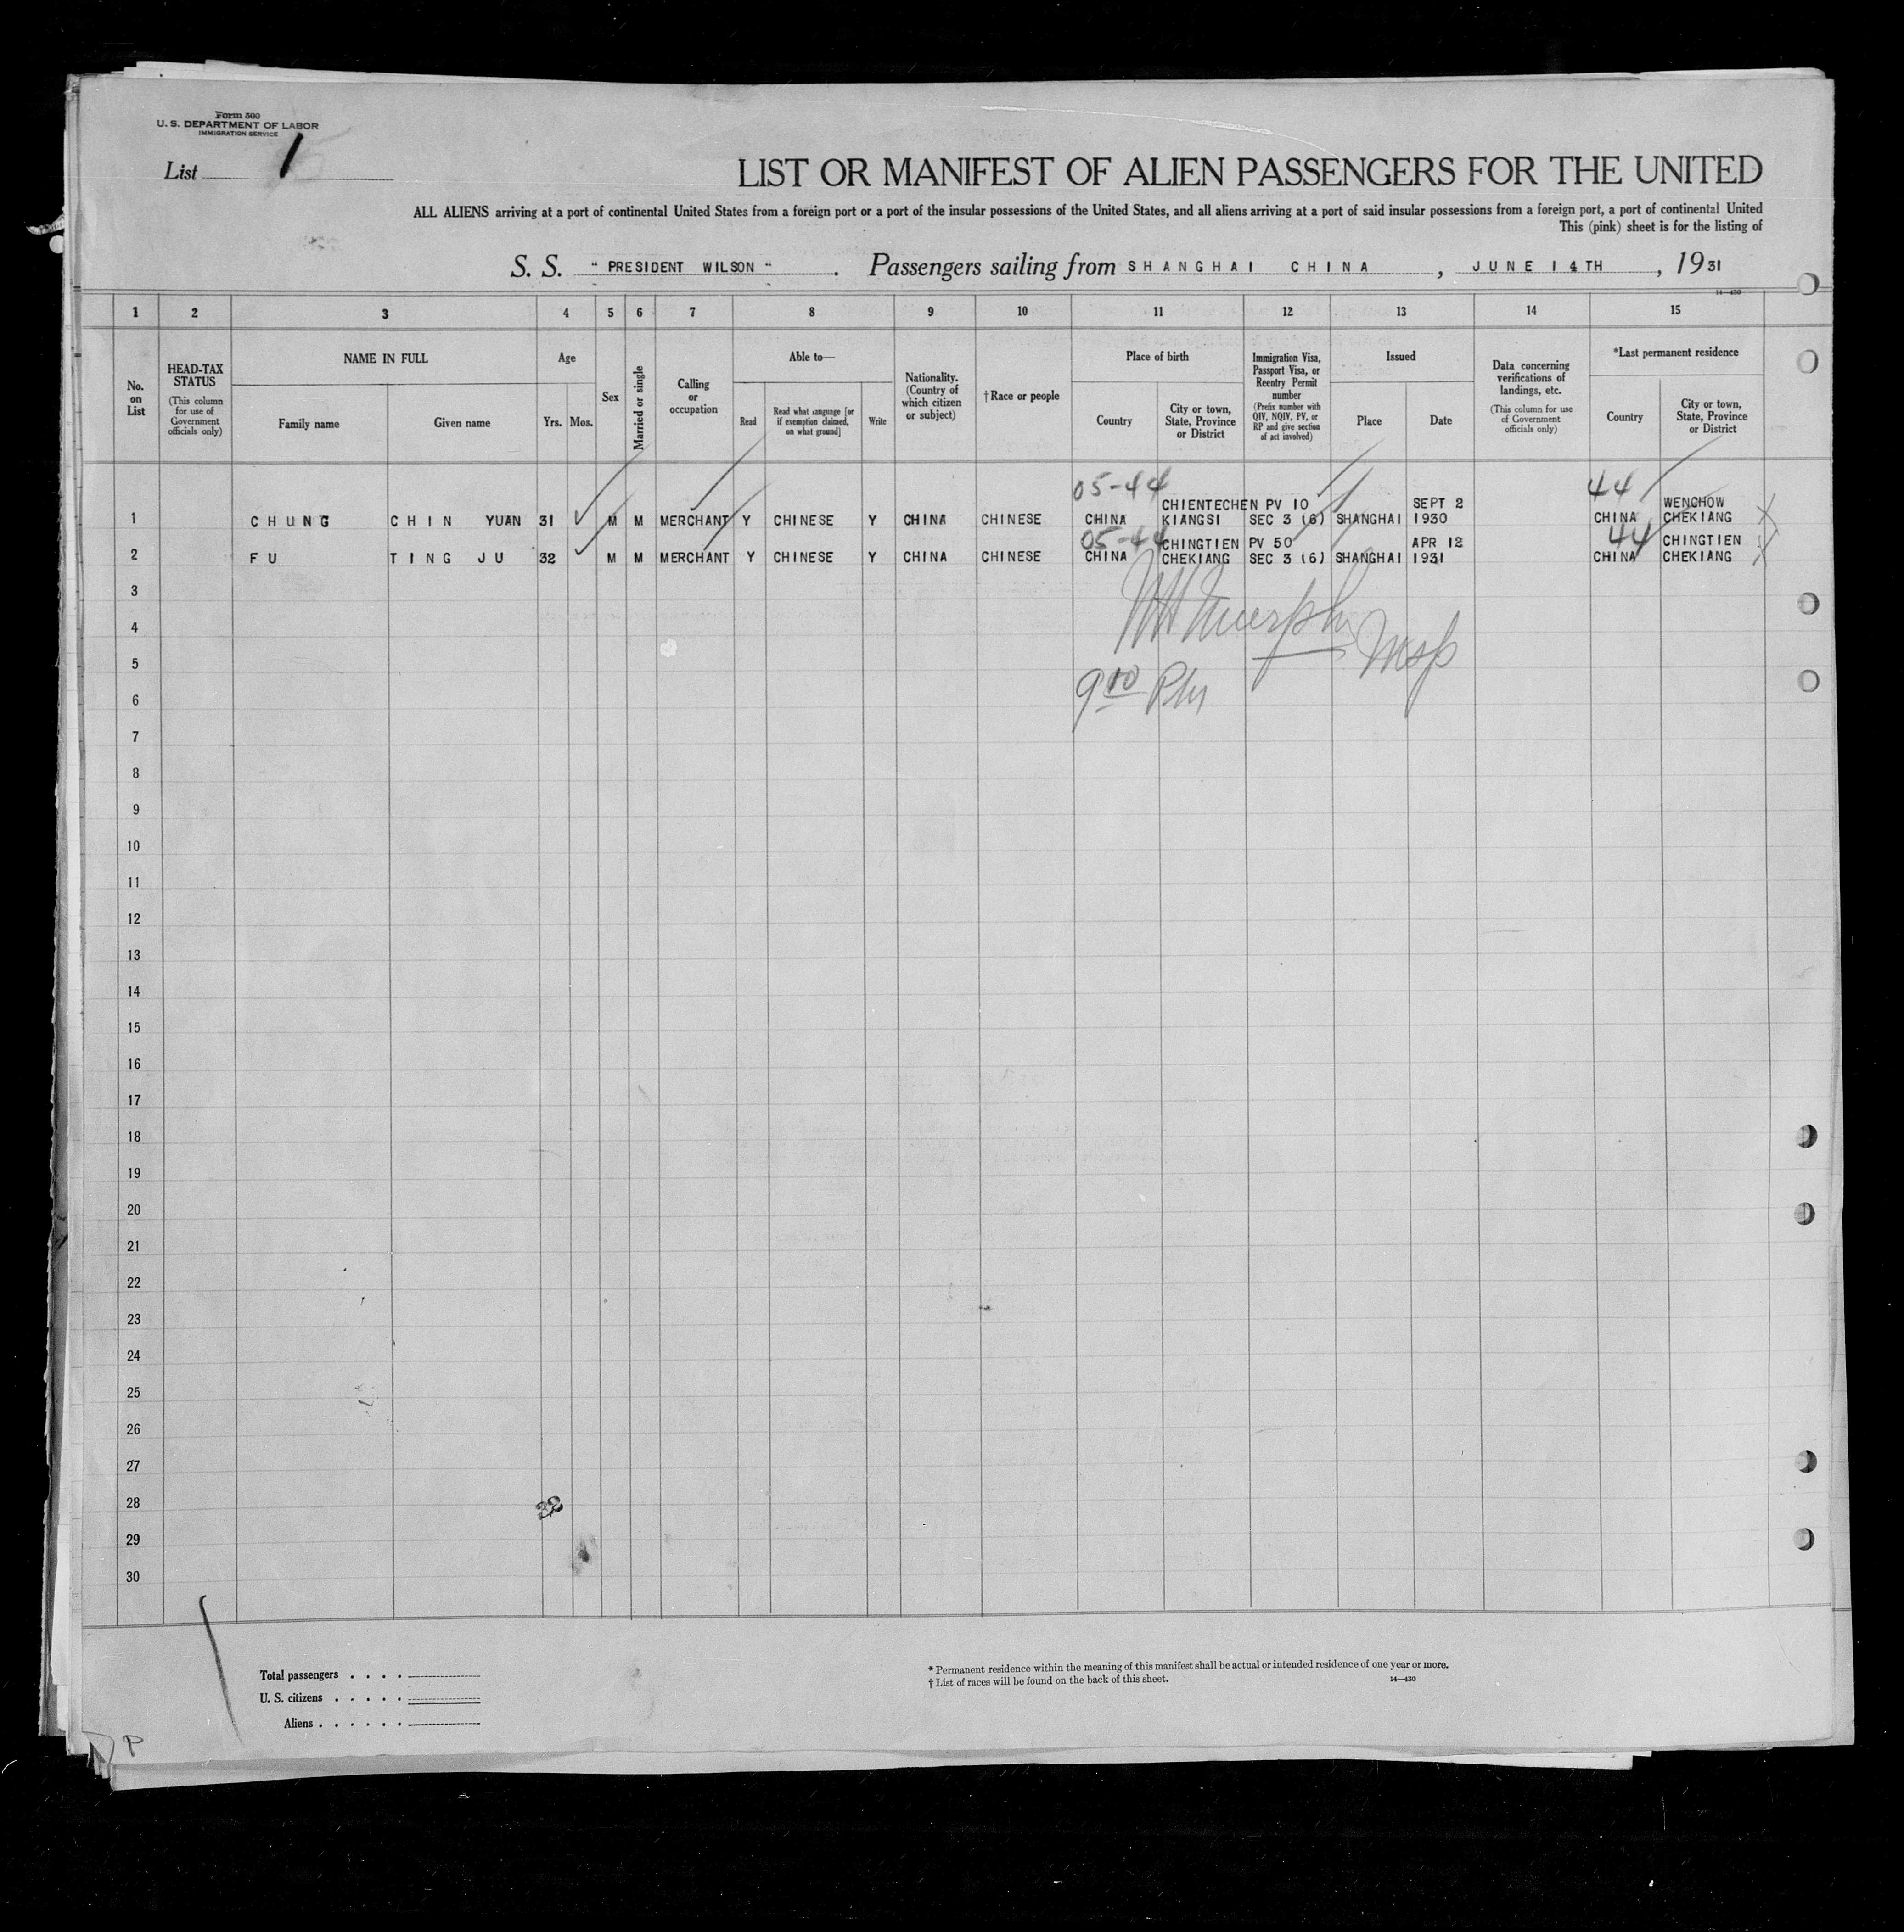 Form 500
U. S. DEPARTMENT OF LABOR
IMMIGRATION SERVICE
List 1
LIST OR MANIFEST OF ALIEN PASSENGERS FOR THE UNITED
ALL ALIENS arriving at a port of continental United States from a foreign port or a port of the insular possessions of the United States, and all aliens arriving at a port of said insular possessions from a foreign port, a port of continental United
This (pink) sheet is for the listing of
S. S. "PRESIDENT WILSON". Passengers sailing from SHANGHAI CHINA, JUNE 14TH, 1931
14—430
1 2 3 4 5 6 7 8 9 10 11 12 13 14 15
No. on List
HEAD-TAX STATUS
(This column for use of Government officials only)
NAME IN FULL
Family name
Given name
Age
Yrs. Mos.
Sex
Married or single
Calling or occupation
Able to—
Read
Read what language [or if exemption claimed, on what ground]
Write
Nationality. (Country of which citizen or subject)
†Race or people
Place of birth
Country
City or town, State, Province or District
Immigration Visa, Passport Visa, or Reentry Permit number
(Prefix number with QIV, NQIV, PV, or RP and give section of act involved)
Issued
Place
Date
Data concerning verifications of landings, etc.
(This column for use of Government officials only)
*Last permanent residence
Country
City or town, State, Province or District
05-44 44
CHIENTECHEN PV 10 SEPT 2 WENCHOW
1 CHUNG CHIN YUAN 31 M M MERCHANT Y CHINESE Y CHINA CHINESE CHINA KIANGSI SEC 3 (6) SHANGHAI 1930 CHINA CHEKIANG
05-44 CHINGTIEN PV 50 APR 12 44 CHINGTIEN
2 FU TING JU 32 M M MERCHANT Y CHINESE Y CHINA CHINESE CHINA CHEKIANG SEC 3 (6) SHANGHAI 1931 CHINA CHEKIANG
3
4
5
6
9 10 PM
7
8
9
10
11
12
13
14
15
16
17
18
19
20
21
22
23
24
25
26
27
28
29
30
Total passengers . . . .
U. S. citizens . . . . .
Aliens . . . . . .
* Permanent residence within the meaning of this manifest shall be actual or intended residence of one year or more.
† List of races will be found on the back of this sheet.
14—430
P